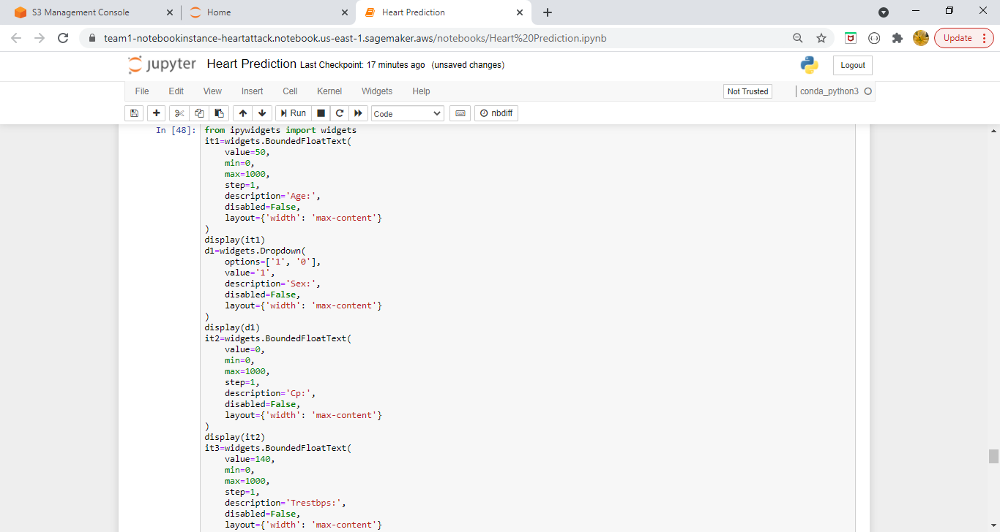 S3 Management Console
Home
Heart Prediction
team1-notebookinstance-heartattack.notebook.us-east-1.sagemaker.aws/notebooks/Heart%20Prediction.ipynb
Update
jupyter Heart Prediction Last Checkpoint: 17 minutes ago (unsaved changes)
Logout
File Edit View Insert Cell Kernel Widgets Help
Not Trusted
conda_python3
Run
Code
nbdiff
In [48]: from ipywidgets import widgets
it1=widgets.BoundedFloatText(
    value=50,
    min=0,
    max=1000,
    step=1,
    description='Age:',
    disabled=False,
    layout={'width': 'max-content'}
)
display(it1)
d1=widgets.Dropdown(
    options=['1', '0'],
    value='1',
    description='Sex:',
    disabled=False,
    layout={'width': 'max-content'}
)
display(d1)
it2=widgets.BoundedFloatText(
    value=0,
    min=0,
    max=1000,
    step=1,
    description='Cp:',
    disabled=False,
    layout={'width': 'max-content'}
)
display(it2)
it3=widgets.BoundedFloatText(
    value=140,
    min=0,
    max=1000,
    step=1,
    description='Trestbps:',
    disabled=False,
    layout={'width': 'max-content'}